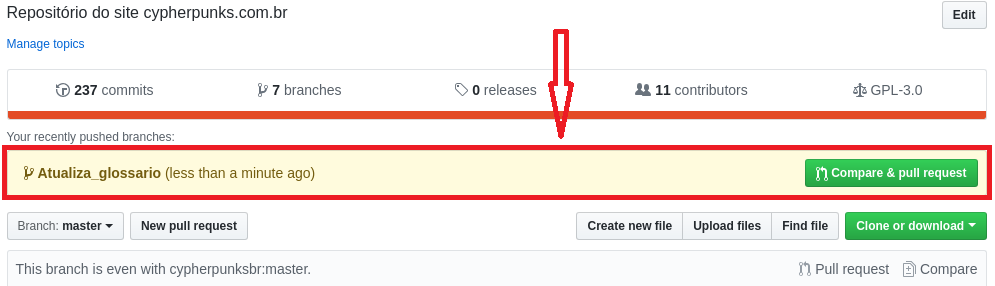 Repositório do site cypherpunks.com.br
Edit
Manage topics
237 commits 7 branches 0 releases 11 contributors GPL-3.0
Your recently pushed branches:
Atualiza_glossario (less than a minute ago) Compare & pull request
Branch: master New pull request Create new file Upload files Find file Clone or download
This branch is even with cypherpunksbr:master. Pull request Compare